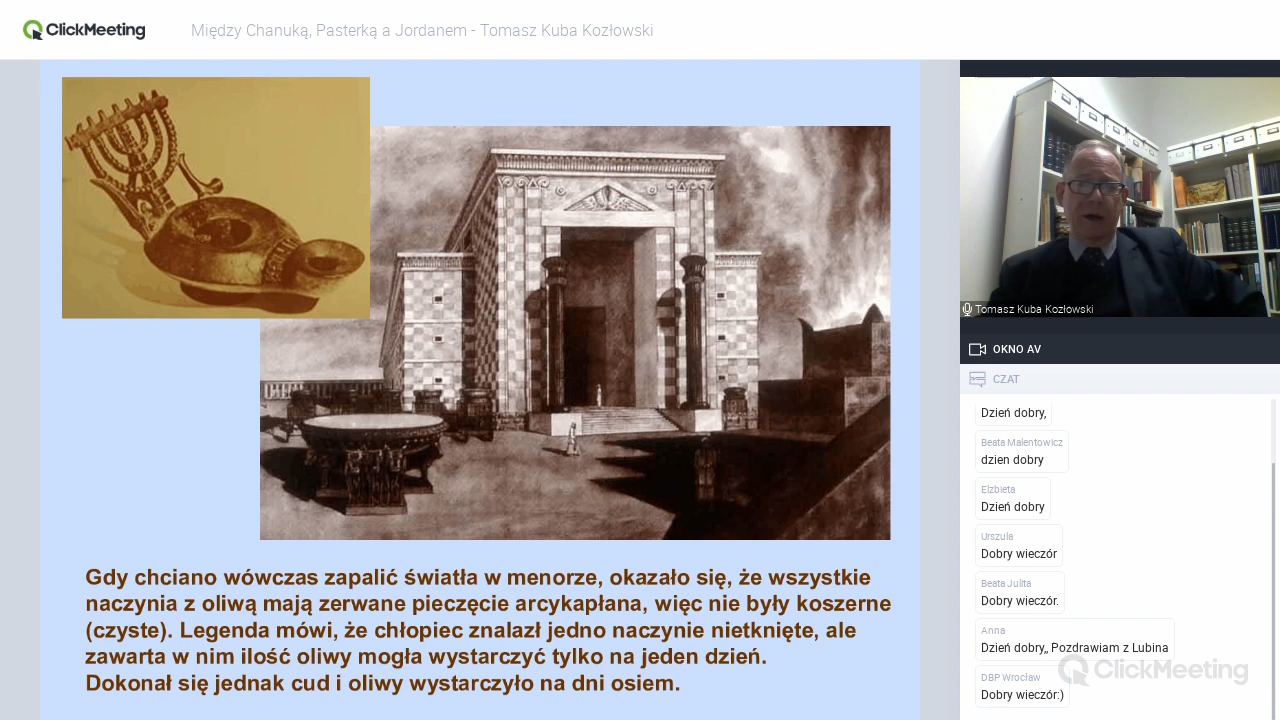 ClickMeeting
Między Chanuką, Pasterką a Jordanem - Tomasz Kuba Kozłowski
Gdy chciano wówczas zapalić światła w menorze, okazało się, że wszystkie
naczynia z oliwą mają zerwane pieczęcie arcykapłana, więc nie były koszerne
(czyste). Legenda mówi, że chłopiec znalazł jedno naczynie nietknięte, ale
zawarta w nim ilość oliwy mogła wystarczyć tylko na jeden dzień.
Dokonał się jednak cud i oliwy wystarczyło na dni osiem.
Tomasz Kuba Kozłowski
OKNO AV
CZAT
Dzień dobry,
Beata Malentowicz
dzien dobry
Elzbieta
Dzień dobry
Urszula
Dobry wieczór
Beata Julita
Dobry wieczór.
Anna
Dzień dobry,, Pozdrawiam z Lubina
DBP Wrocław
Dobry wieczór:)
ClickMeeting